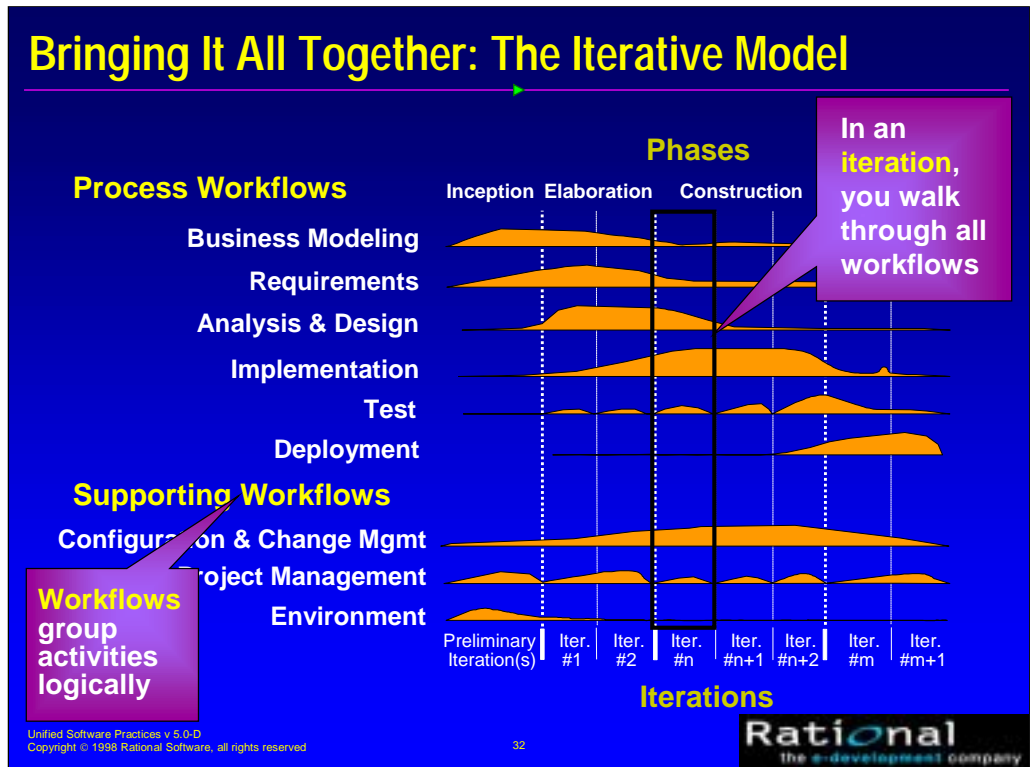 Bringing It All Together: The Iterative Model
In an
iteration,
you walk
through all
workflows
Phases
Process Workflows
Inception Elaboration Construction
Business Modeling
Requirements
Analysis & Design
Implementation
Test
Deployment
Supporting Workflows
Configuration & Change Mgmt
Project Management
Environment
Workflows
group
activities
logically
Preliminary
Iteration(s)
Iter.
#1
Iter.
#2
Iter.
#n
Iter.
#n+1
Iter.
#n+2
Iter.
#m
Iter.
#m+1
Iterations
Unified Software Practices v 5.0-D
Copyright © 1998 Rational Software, all rights reserved
32
Rational
the e-development company